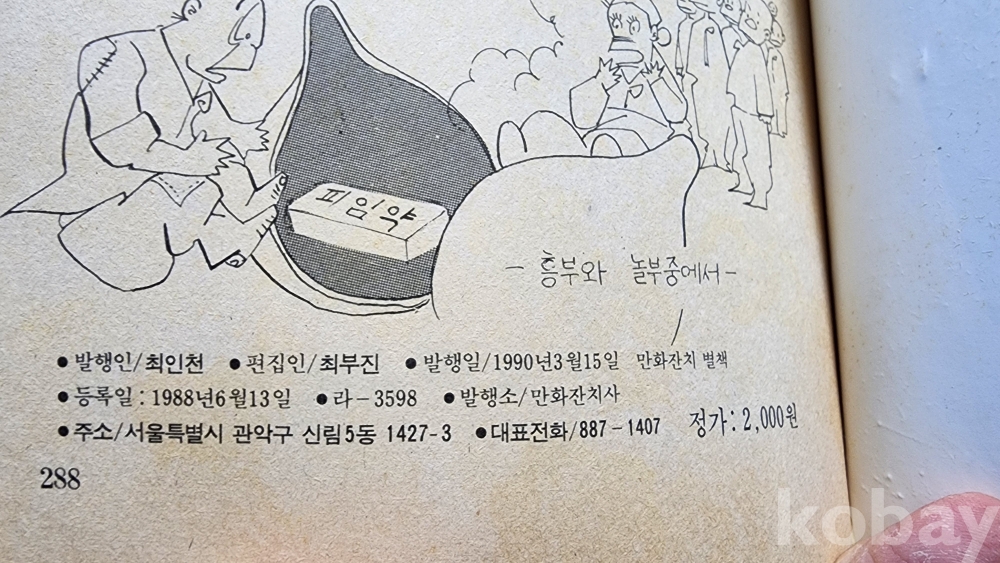 피임약
- 흥부와 놀부중에서 -
● 발행인/최인천 ● 편집인/최부진 ● 발행일/1990년3월15일 만화잔치 별책
● 등록일 : 1988년6월13일 ● 라-3598 ● 발행소/만화잔치사
● 주소/서울특별시 관악구 신림5동 1427-3 ● 대표전화/887-1407 정가: 2,000원
288
kobay